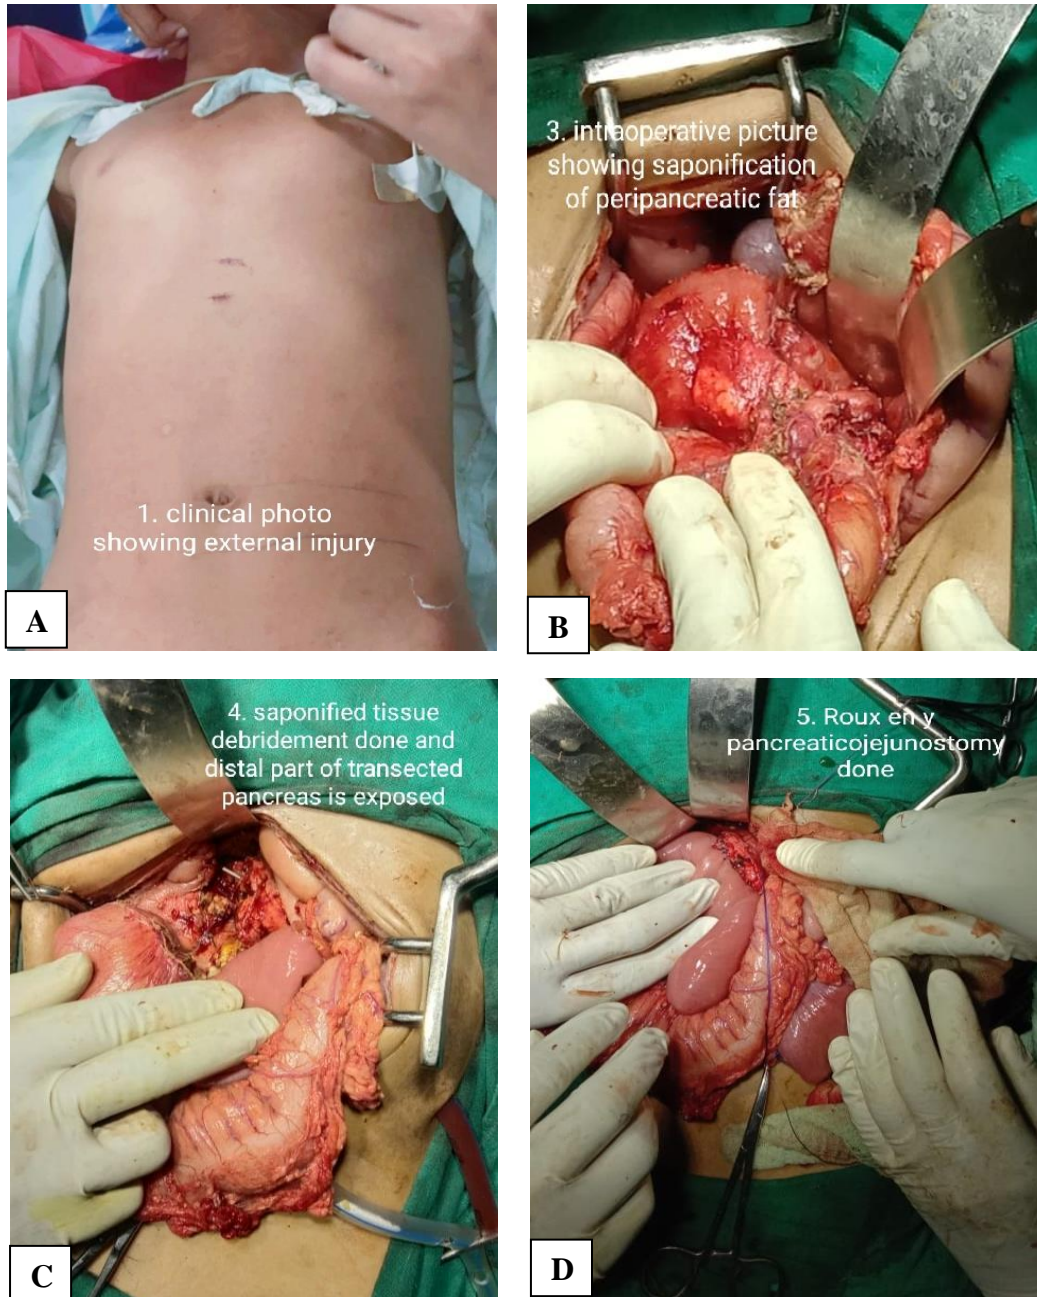 1. clinical photo
showing external injury
A
3. intraoperative picture
showing saponification
of peripancreatic fat
B
4. saponified tissue
debridement done and
distal part of transected
pancreas is exposed
C
5. Roux en y
pancreaticojejunostomy
done
D